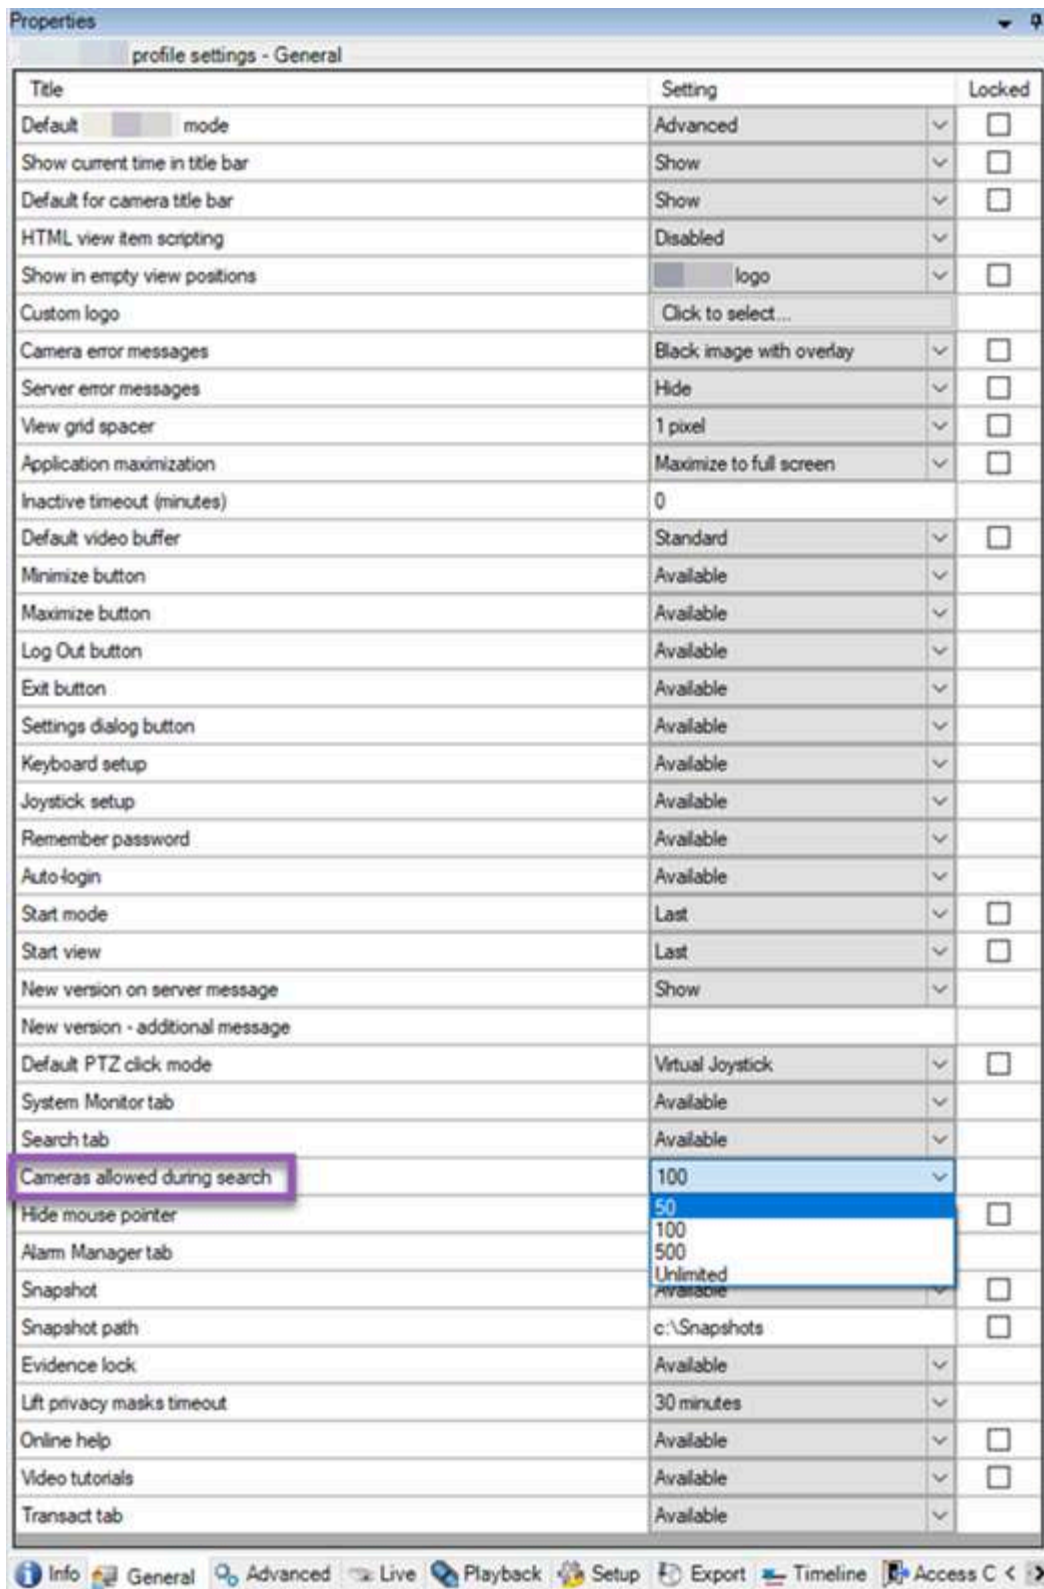 Properties
profile settings - General
Title Setting Locked
Default mode Advanced
Show current time in title bar Show
Default for camera title bar Show
HTML view item scripting Disabled
Show in empty view positions logo
Custom logo Click to select...
Camera error messages Black image with overlay
Server error messages Hide
View grid spacer 1 pixel
Application maximization Maximize to full screen
Inactive timeout (minutes) 0
Default video buffer Standard
Minimize button Available
Maximize button Available
Log Out button Available
Exit button Available
Settings dialog button Available
Keyboard setup Available
Joystick setup Available
Remember password Available
Auto-login Available
Start mode Last
Start view Last
New version on server message Show
New version - additional message
Default PTZ click mode Virtual Joystick
System Monitor tab Available
Search tab Available
Cameras allowed during search 100
50
Hide mouse pointer
100
Alarm Manager tab 500
Unlimited
Snapshot Available
Snapshot path c:\Snapshots
Evidence lock Available
Lift privacy masks timeout 30 minutes
Online help Available
Video tutorials Available
Transact tab Available
Info General Advanced Live Playback Setup Export Timeline Access C